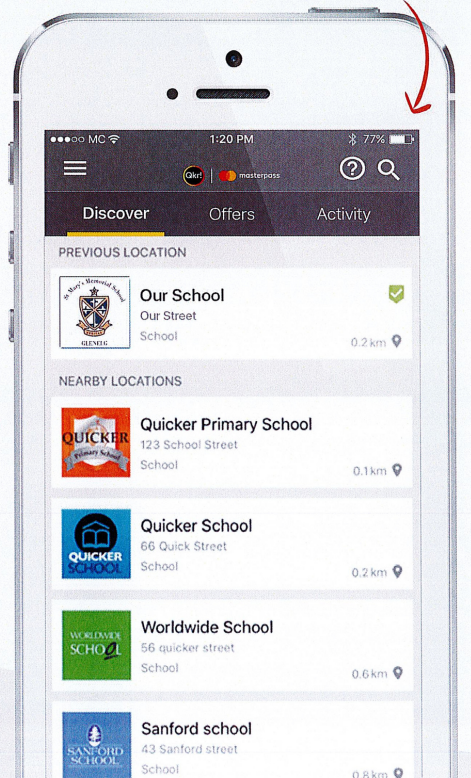 ●●●○○ MC 1:20 PM 77%
Qkr! masterpass ?
Discover Offers Activity
PREVIOUS LOCATION
St Mary's Memorial School
GLENELG
Our School
Our Street
School
0.2 km
NEARBY LOCATIONS
QUICKER
Primary School
Quicker Primary School
123 School Street
School
0.1 km
QUICKER
SCHOOL
Quicker School
66 Quick Street
School
0.2 km
WORLDWIDE
SCHOOL
Worldwide School
56 quicker street
School
0.6 km
SANFORD
SCHOOL
Sanford school
43 Sanford street
School
0.8 km